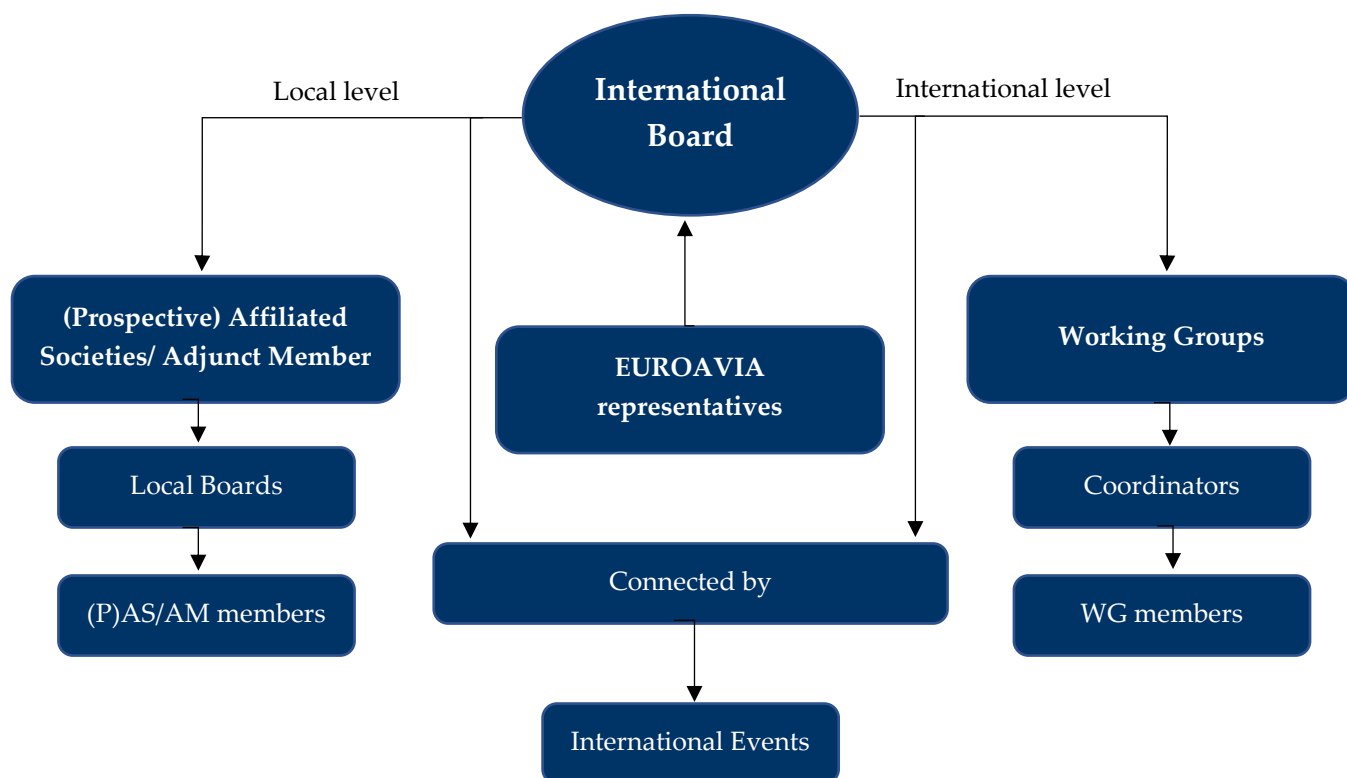 Local level
International
Board
International level
(Prospective) Affiliated
Societies/ Adjunct Member
EUROAVIA
representatives
Working Groups
Local Boards
Coordinators
(P)AS/AM members
Connected by
WG members
International Events